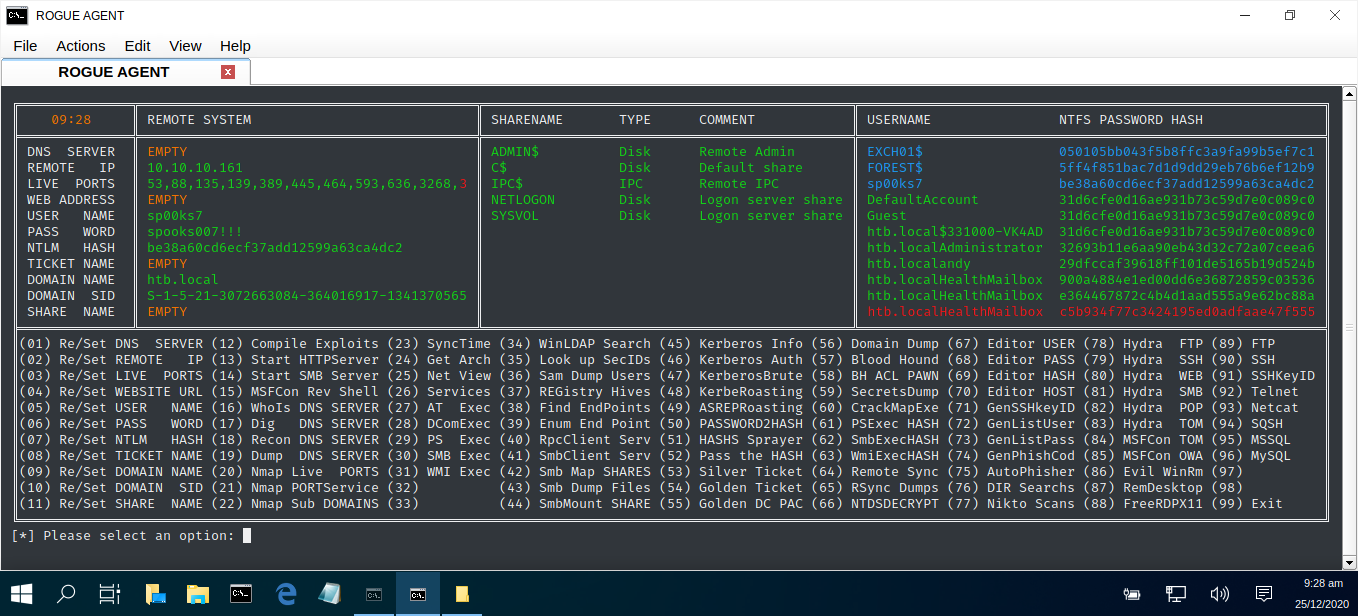 ROGUE AGENT
File Actions Edit View Help
ROGUE AGENT x
09:28 REMOTE SYSTEM SHARENAME TYPE COMMENT USERNAME NTFS PASSWORD HASH
DNS SERVER EMPTY ADMIN$ Disk Remote Admin EXCH01$ 050105bb043f5b8ffc3a9fa99b5ef7c1
REMOTE IP 10.10.10.161 C$ Disk Default share FOREST$ 5ff4f851bac7d1d9dd29eb76b6ef12b9
LIVE PORTS 53,88,135,139,389,445,464,593,636,3268,3 IPC$ IPC Remote IPC sp00ks7 be38a60cd6ecf37add12599a63ca4dc2
WEB ADDRESS EMPTY NETLOGON Disk Logon server share DefaultAccount 31d6cfe0d16ae931b73c59d7e0c089c0
USER NAME sp00ks7 SYSVOL Disk Logon server share Guest 31d6cfe0d16ae931b73c59d7e0c089c0
PASS WORD spooks007!!! htb.local$331000-VK4AD 31d6cfe0d16ae931b73c59d7e0c089c0
NTLM HASH be38a60cd6ecf37add12599a63ca4dc2 htb.localAdministrator 32693b11e6aa90eb43d32c72a07ceea6
TICKET NAME EMPTY htb.localandy 29dfccaf39618ff101de5165b19d524b
DOMAIN NAME htb.local htb.localHealthMailbox 900a4884e1ed00dd6e36872859c03536
DOMAIN SID S-1-5-21-3072663084-364016917-1341370565 htb.localHealthMailbox e364467872c4b4d1aad555a9e62bc88a
SHARE NAME EMPTY htb.localHealthMailbox c5b934f77c3424195ed0adfaae47f555
(01) Re/Set DNS SERVER (12) Compile Exploits (23) SyncTime (34) WinLDAP Search (45) Kerberos Info (56) Domain Dump (67) Editor USER (78) Hydra FTP (89) FTP
(02) Re/Set REMOTE IP (13) Start HTTPServer (24) Get Arch (35) Look up SecIDs (46) Kerberos Auth (57) Blood Hound (68) Editor PASS (79) Hydra SSH (90) SSH
(03) Re/Set LIVE PORTS (14) Start SMB Server (25) Net View (36) Sam Dump Users (47) KerberosBrute (58) BH ACL PAWN (69) Editor HASH (80) Hydra WEB (91) SSHKeyID
(04) Re/Set WEBSITE URL (15) MSFCon Rev Shell (26) Services (37) REGistry Hives (48) KerbeRoasting (59) SecretsDump (70) Editor HOST (81) Hydra SMB (92) Telnet
(05) Re/Set USER NAME (16) WhoIs DNS SERVER (27) AT Exec (38) Find EndPoints (49) ASREPRoasting (60) CrackMapExe (71) GenSSHkeyID (82) Hydra POP (93) Netcat
(06) Re/Set PASS WORD (17) Dig DNS SERVER (28) DComExec (39) Enum End Point (50) PASSWORD2HASH (61) PSExec HASH (72) GenListUser (83) Hydra TOM (94) SQSH
(07) Re/Set NTLM HASH (18) Recon DNS SERVER (29) PS Exec (40) RpcClient Serv (51) HASHS Sprayer (62) SmbExecHASH (73) GenListPass (84) MSFCon TOM (95) MSSQL
(08) Re/Set TICKET NAME (19) Dump DNS SERVER (30) SMB Exec (41) SmbClient Serv (52) Pass the HASH (63) WmiExecHASH (74) GenPhishCod (85) MSFCon OWA (96) MySQL
(09) Re/Set DOMAIN NAME (20) Nmap Live PORTS (31) WMI Exec (42) Smb Map SHARES (53) Silver Ticket (64) Remote Sync (75) AutoPhisher (86) Evil WinRm (97)
(10) Re/Set DOMAIN SID (21) Nmap PORTService (32) (43) Smb Dump Files (54) Golden Ticket (65) RSync Dumps (76) DIR Searchs (87) RemDesktop (98)
(11) Re/Set SHARE NAME (22) Nmap Sub DOMAINS (33) (44) SmbMount SHARE (55) Golden DC PAC (66) NTDSDECRYPT (77) Nikto Scans (88) FreeRDPX11 (99) Exit
[*] Please select an option:
9:28 am
25/12/2020